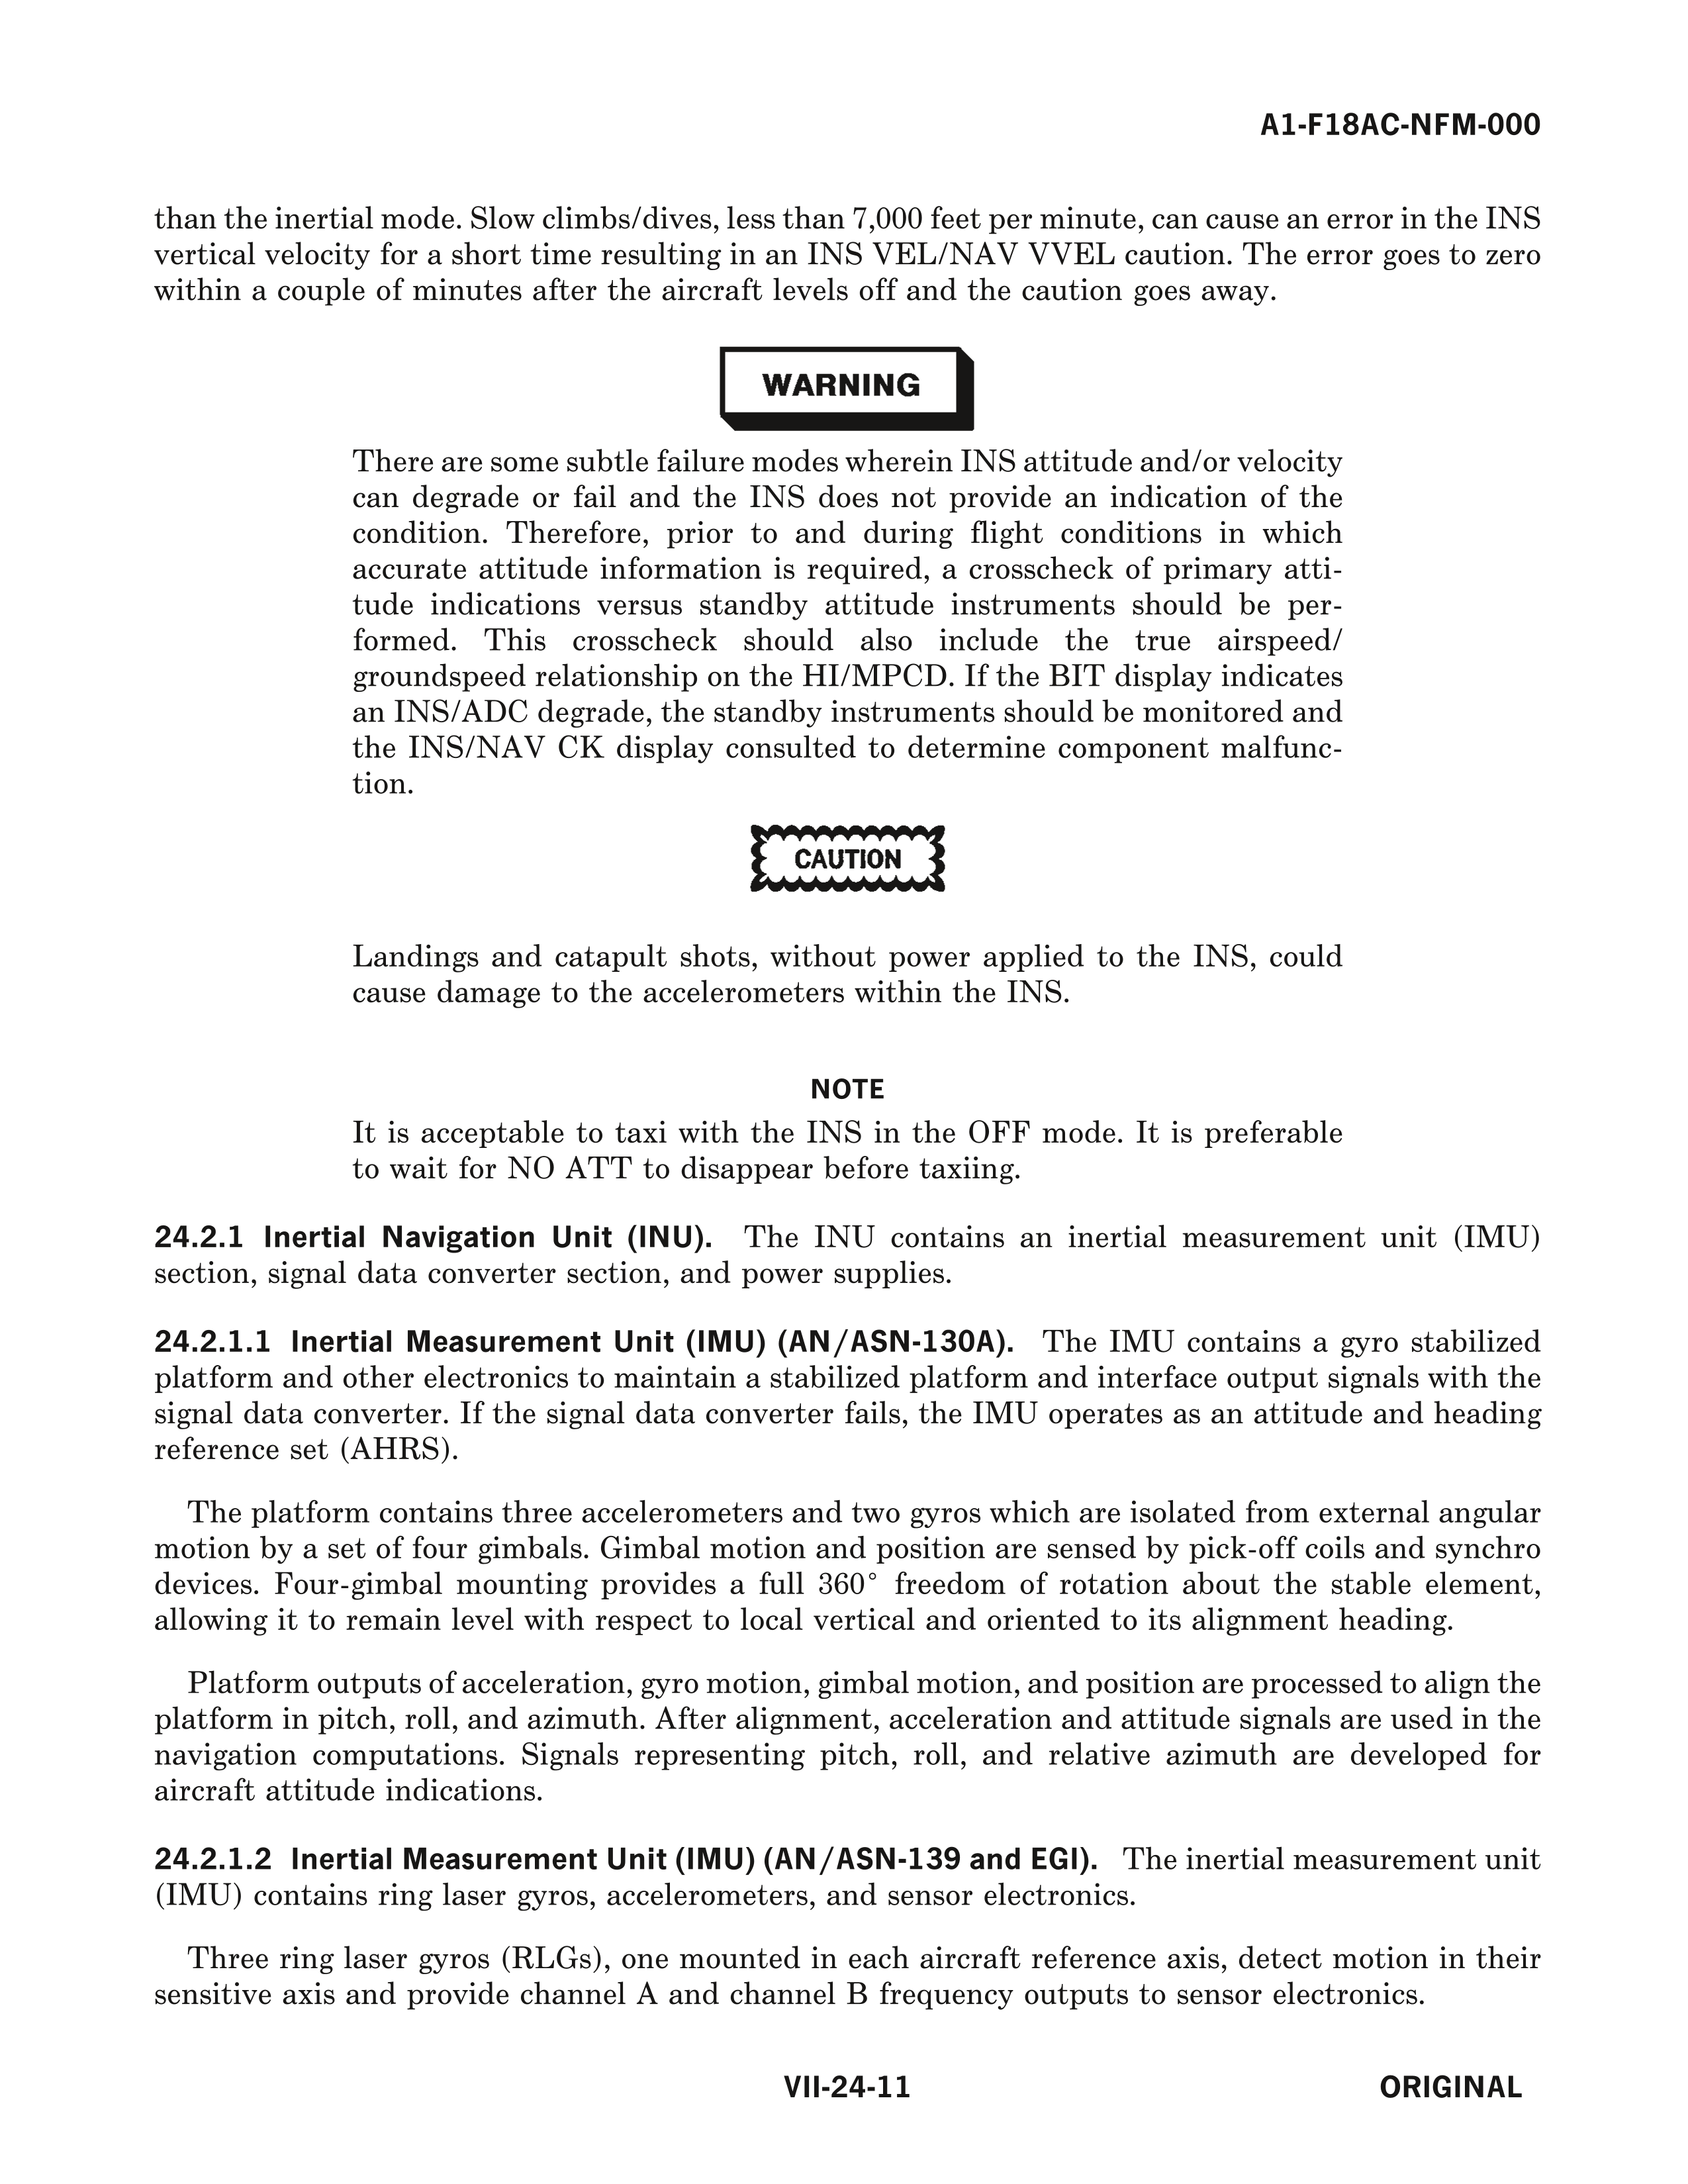 A1-F18AC-NFM-000
than the inertial mode. Slow climbs/dives, less than 7,000 feet per minute, can cause an error in the INS
vertical velocity for a short time resulting in an INS VEL/NAV VVEL caution. The error goes to zero
within a couple of minutes after the aircraft levels off and the caution goes away.
WARNING
There are some subtle failure modes wherein INS attitude and/or velocity
can degrade or fail and the INS does not provide an indication of the
condition. Therefore, prior to and during flight conditions in which
accurate attitude information is required, a crosscheck of primary atti-
tude indications versus standby attitude instruments should be per-
formed. This crosscheck should also include the true airspeed/
groundspeed relationship on the HI/MPCD. If the BIT display indicates
an INS/ADC degrade, the standby instruments should be monitored and
the INS/NAV CK display consulted to determine component malfunc-
tion.
CAUTION
Landings and catapult shots, without power applied to the INS, could
cause damage to the accelerometers within the INS.
NOTE
It is acceptable to taxi with the INS in the OFF mode. It is preferable
to wait for NO ATT to disappear before taxiing.
24.2.1 Inertial Navigation Unit (INU). The INU contains an inertial measurement unit (IMU)
section, signal data converter section, and power supplies.
24.2.1.1 Inertial Measurement Unit (IMU) (AN/ASN-130A). The IMU contains a gyro stabilized
platform and other electronics to maintain a stabilized platform and interface output signals with the
signal data converter. If the signal data converter fails, the IMU operates as an attitude and heading
reference set (AHRS).
The platform contains three accelerometers and two gyros which are isolated from external angular
motion by a set of four gimbals. Gimbal motion and position are sensed by pick-off coils and synchro
devices. Four-gimbal mounting provides a full 360° freedom of rotation about the stable element,
allowing it to remain level with respect to local vertical and oriented to its alignment heading.
Platform outputs of acceleration, gyro motion, gimbal motion, and position are processed to align the
platform in pitch, roll, and azimuth. After alignment, acceleration and attitude signals are used in the
navigation computations. Signals representing pitch, roll, and relative azimuth are developed for
aircraft attitude indications.
24.2.1.2 Inertial Measurement Unit (IMU) (AN/ASN-139 and EGI). The inertial measurement unit
(IMU) contains ring laser gyros, accelerometers, and sensor electronics.
Three ring laser gyros (RLGs), one mounted in each aircraft reference axis, detect motion in their
sensitive axis and provide channel A and channel B frequency outputs to sensor electronics.
VII-24-11
ORIGINAL